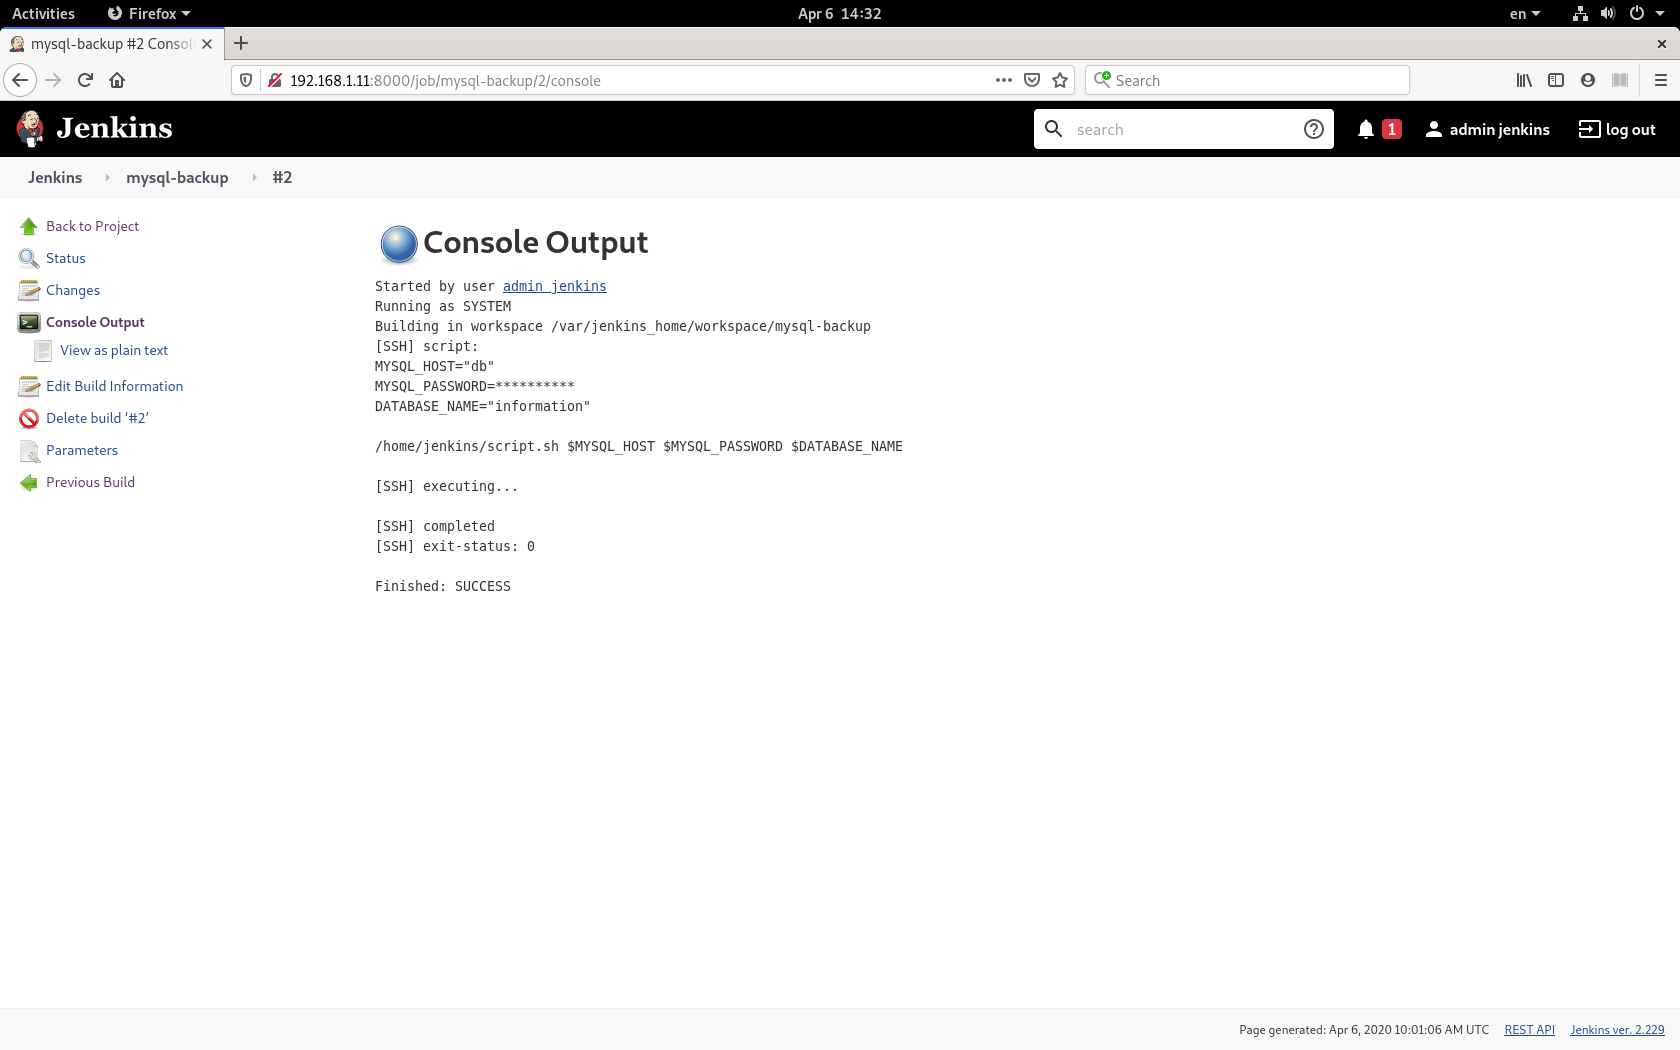 Activities
Firefox
Apr 6 14:32
en
mysql-backup #2 Consol
192.168.1.11:8000/job/mysql-backup/2/console
Search
Jenkins
search
1
admin jenkins
log out
Jenkins
mysql-backup
#2
Back to Project
Status
Changes
Console Output
View as plain text
Edit Build Information
Delete build ‘#2’
Parameters
Previous Build
Console Output
Started by user admin jenkins
Running as SYSTEM
Building in workspace /var/jenkins_home/workspace/mysql-backup
[SSH] script:
MYSQL_HOST="db"
MYSQL_PASSWORD=**********
DATABASE_NAME="information"
/home/jenkins/script.sh $MYSQL_HOST $MYSQL_PASSWORD $DATABASE_NAME
[SSH] executing...
[SSH] completed
[SSH] exit-status: 0
Finished: SUCCESS
Page generated: Apr 6, 2020 10:01:06 AM UTC
REST API
Jenkins ver. 2.229